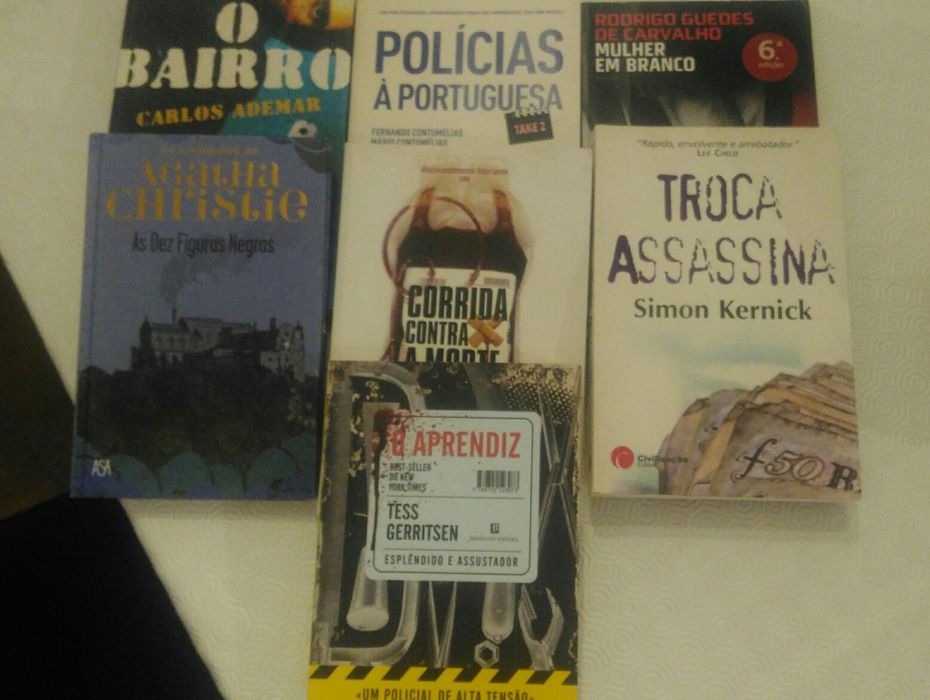 O
BAIRRO
CARLOS ADEMAR
POLÍCIAS
À PORTUGUESA
TAKE 2
FERNANDO CONTUMÉLIAS
MÁRIO CONTUMÉLIAS
RODRIGO GUEDES
DE CARVALHO
MULHER
EM BRANCO
6.ª
edição
Agatha
Christie
As Dez Figuras Negras
ASA
CORRIDA
CONTRA
A MORTE
"Rápido, envolvente e arrebatador."
LEE CHILD
TROCA
ASSASSINA
Simon Kernick
Civilização
£50
O APRENDIZ
BEST-SELLER
DO NEW
YORK TIMES
TESS
GERRITSEN
ESPLÊNDIDO E ASSUSTADOR
«UM POLICIAL DE ALTA TENSÃO»